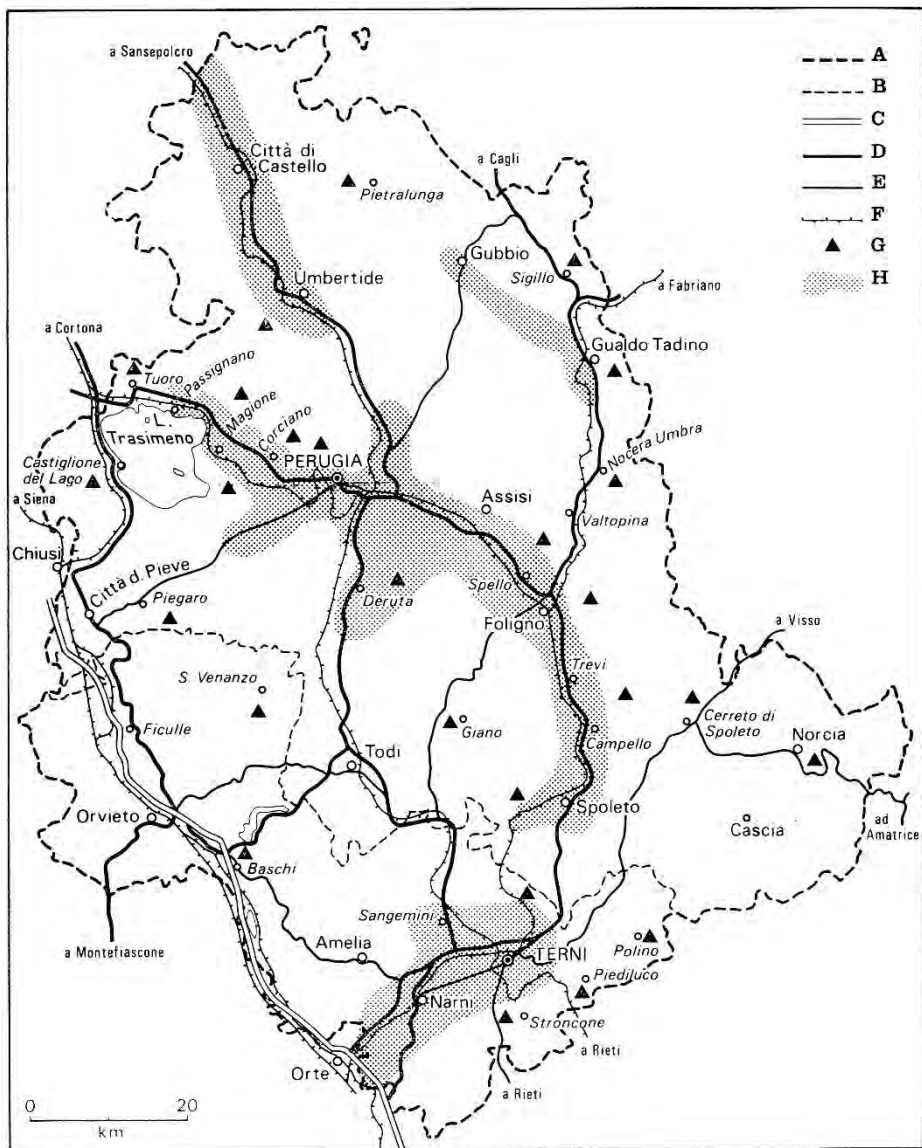 a Sansepolcro
A
B
C
D
E
F
G
H
Città di
Castello
Pietralunga
a Cagli
Gubbio
Sigillo
Umbertide
a Fabriano
a Cortona
Gualdo Tadino
Tuoro
Passignano
L.
Trasimeno
Magione
Corciano
PERUGIA
Nocera Umbra
Castiglione
del Lago
Assisi
a Siena
Valtopina
Chiusi
Città d. Pieve
Piegaro
Deruta
Spello
Foligno
a Visso
Trevi
S. Venanzo
Ficulle
Giano
Campello
Cerreto di
Spoleto
Norcia
Todi
Orvieto
Spoleto
Cascia
ad
Amatrice
Baschi
Sangemini
a Montefiascone
Amelia
TERNI
Polino
Piediluco
Narni
Stroncone
Orte
a Rieti
a Rieti
0
20
km